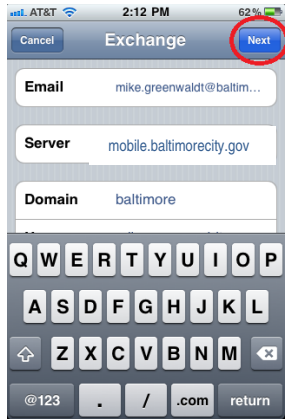 AT&T 2:12 PM 62%
Cancel Exchange Next
Email mike.greenwaldt@baltim...
Server mobile.baltimorecity.gov
Domain baltimore
Q W E R T Y U I O P
A S D F G H J K L
Z X C V B N M
@123 . / .com return